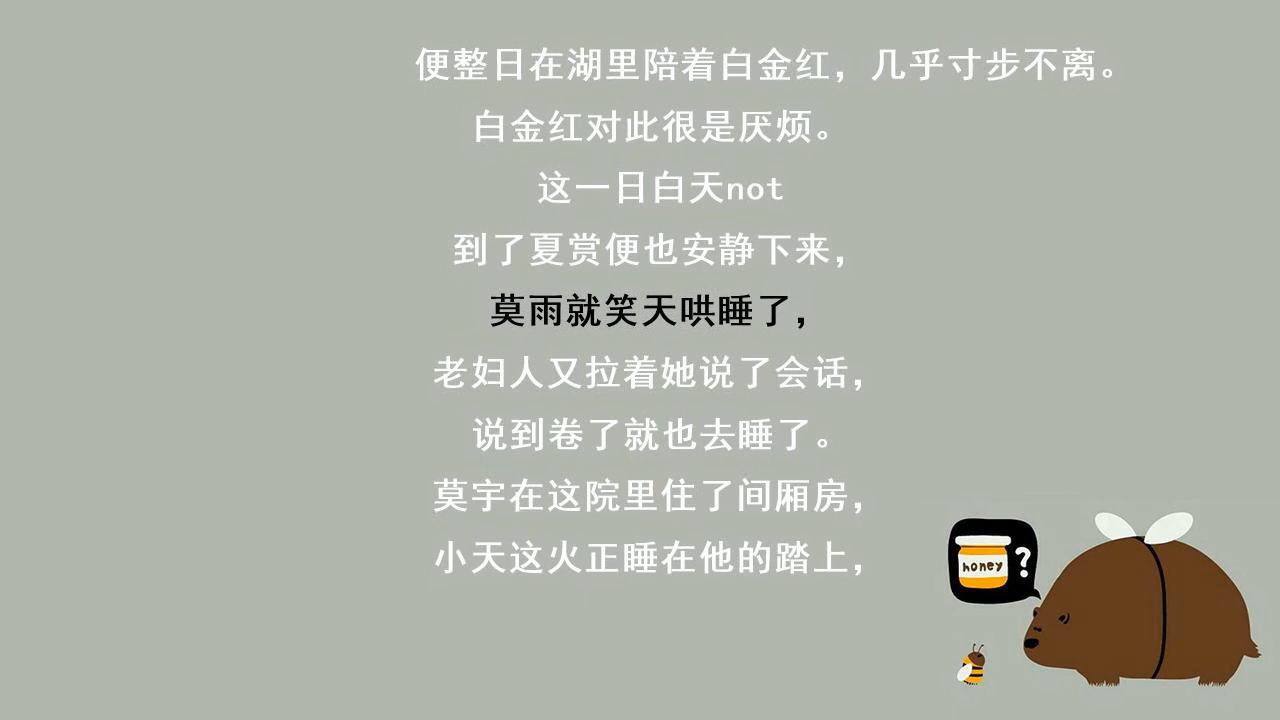 便整日在湖里陪着白金红，几乎寸步不离。
白金红对此很是厌烦。
这一日白天not
到了夏赏便也安静下来，
莫雨就笑天哄睡了，
老妇人又拉着她说了会话，
说到卷了就也去睡了。
莫宇在这院里住了间厢房，
小天这火正睡在他的踏上，
honey
?